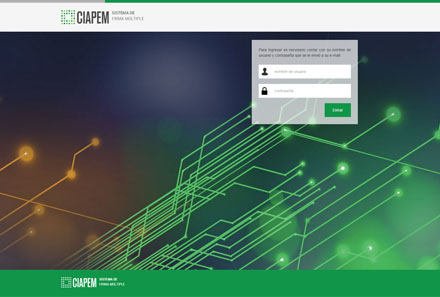 CIAPEM SISTEMA DE
FIRMA MÚLTIPLE
Para ingresar es necesario contar con su nombre de
usuario y contraseña que se le envió a su e-mail.
nombre de usuario
contraseña
Entrar
CIAPEM SISTEMA DE
FIRMA MÚLTIPLE